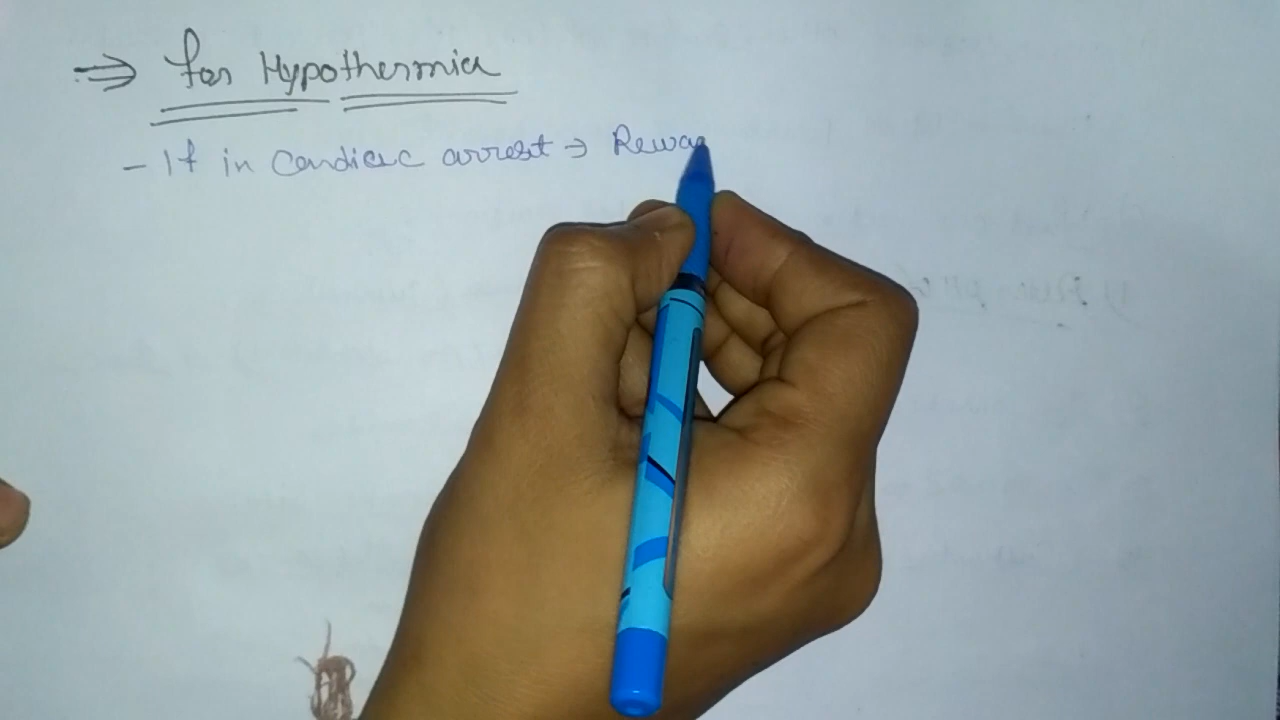 ⇒ for Hypothermia
- If in Cardiac arrest → Rewa